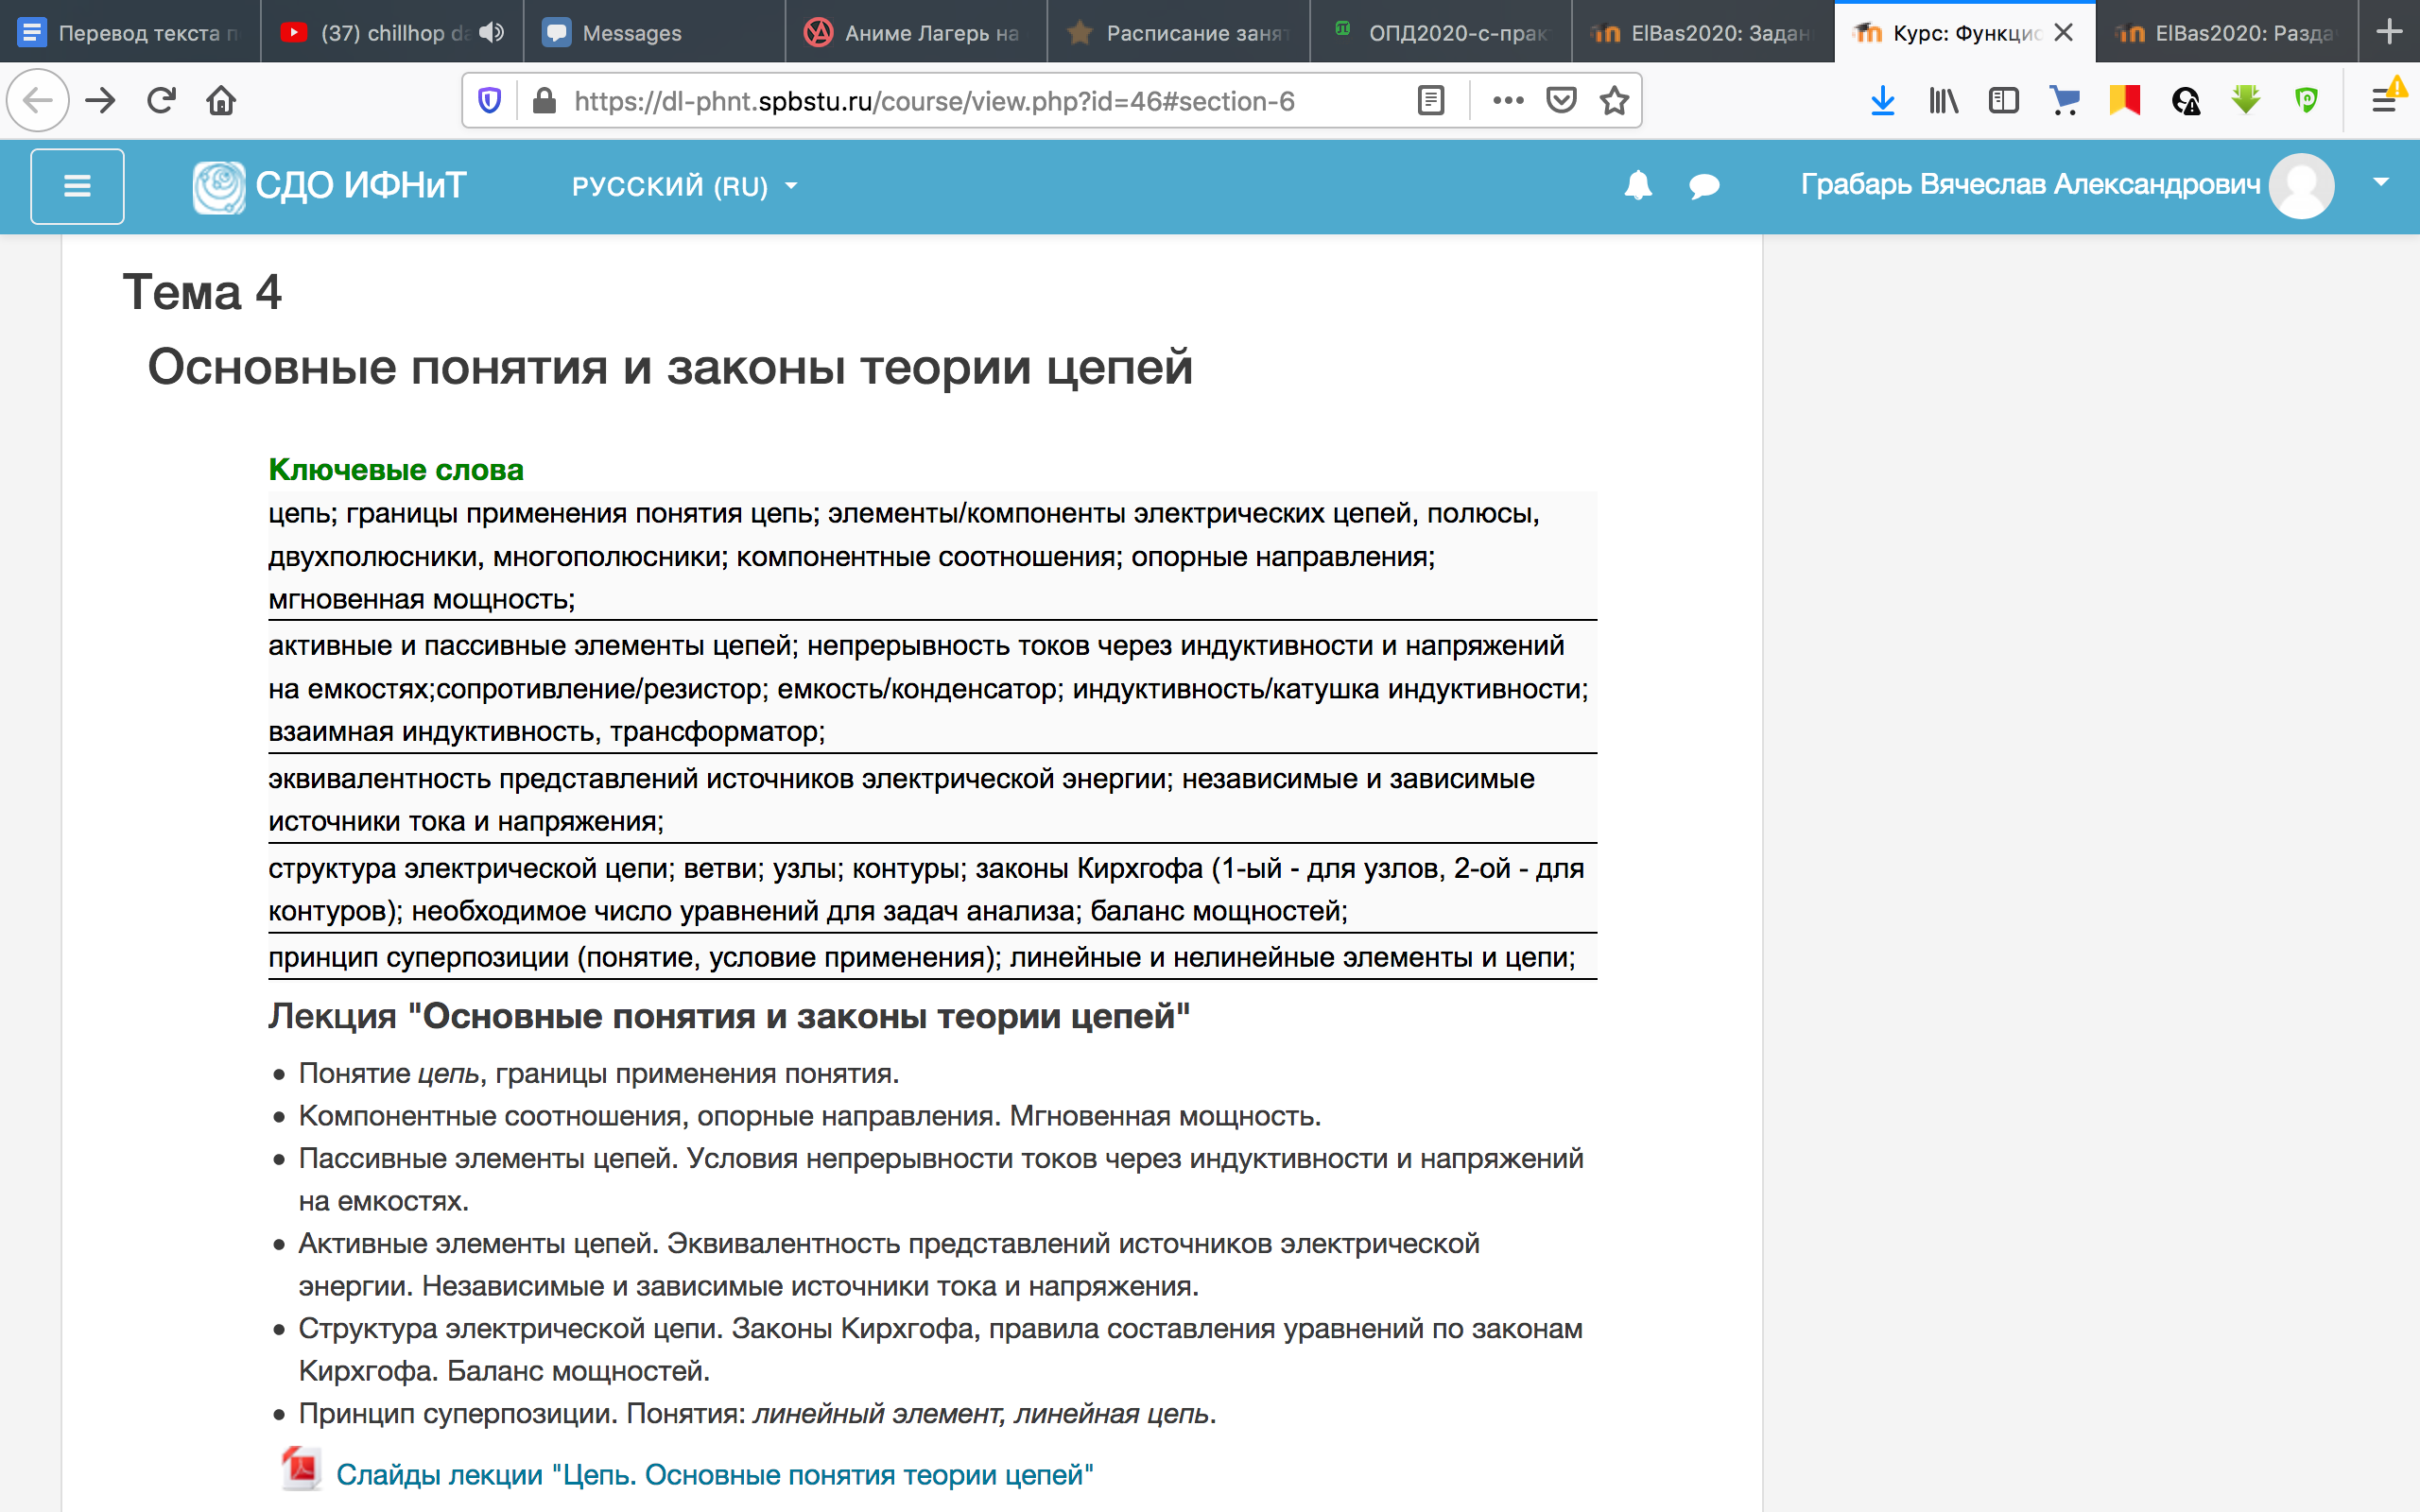 Перевод текста п
(37) chillhop da
Messages
Аниме Лагерь на
Расписание занят
ОПД2020-с-прак
ElBas2020: Задан
Курс: Функцио
ElBas2020: Разда
https://dl-phnt.spbstu.ru/course/view.php?id=46#section-6
СДО ИФНиТ
РУССКИЙ (RU)
Грабарь Вячеслав Александрович
Тема 4
Основные понятия и законы теории цепей
Ключевые слова
цепь; границы применения понятия цепь; элементы/компоненты электрических цепей, полюсы,
двухполюсники, многополюсники; компонентные соотношения; опорные направления;
мгновенная мощность;
активные и пассивные элементы цепей; непрерывность токов через индуктивности и напряжений
на емкостях;сопротивление/резистор; емкость/конденсатор; индуктивность/катушка индуктивности;
взаимная индуктивность, трансформатор;
эквивалентность представлений источников электрической энергии; независимые и зависимые
источники тока и напряжения;
структура электрической цепи; ветви; узлы; контуры; законы Кирхгофа (1-ый - для узлов, 2-ой - для
контуров); необходимое число уравнений для задач анализа; баланс мощностей;
принцип суперпозиции (понятие, условие применения); линейные и нелинейные элементы и цепи;
Лекция "Основные понятия и законы теории цепей"
• Понятие цепь, границы применения понятия.
• Компонентные соотношения, опорные направления. Мгновенная мощность.
• Пассивные элементы цепей. Условия непрерывности токов через индуктивности и напряжений
на емкостях.
• Активные элементы цепей. Эквивалентность представлений источников электрической
энергии. Независимые и зависимые источники тока и напряжения.
• Структура электрической цепи. Законы Кирхгофа, правила составления уравнений по законам
Кирхгофа. Баланс мощностей.
• Принцип суперпозиции. Понятия: линейный элемент, линейная цепь.
Слайды лекции "Цепь. Основные понятия теории цепей"